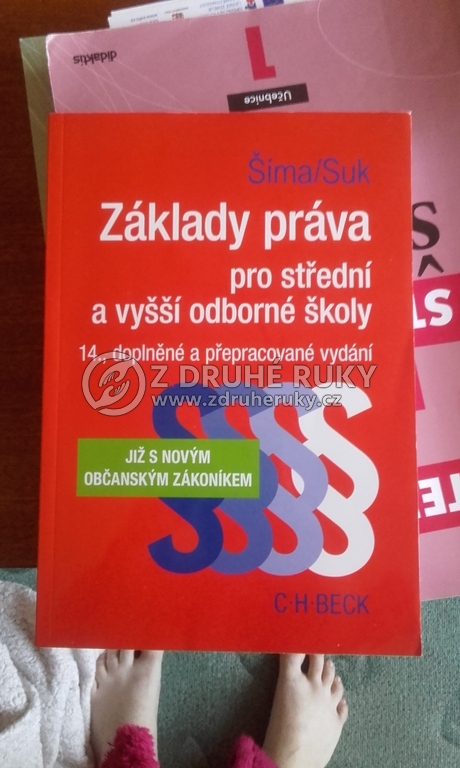 didaktis
1
Učebnice
Šíma/Suk
Základy práva
pro střední
a vyšší odborné školy
14., doplněné a přepracované vydání
Z DRUHÉ RUKY
www.zdruheruky.cz
JIŽ S NOVÝM
OBČANSKÝM ZÁKONÍKEM
C·H·BECK